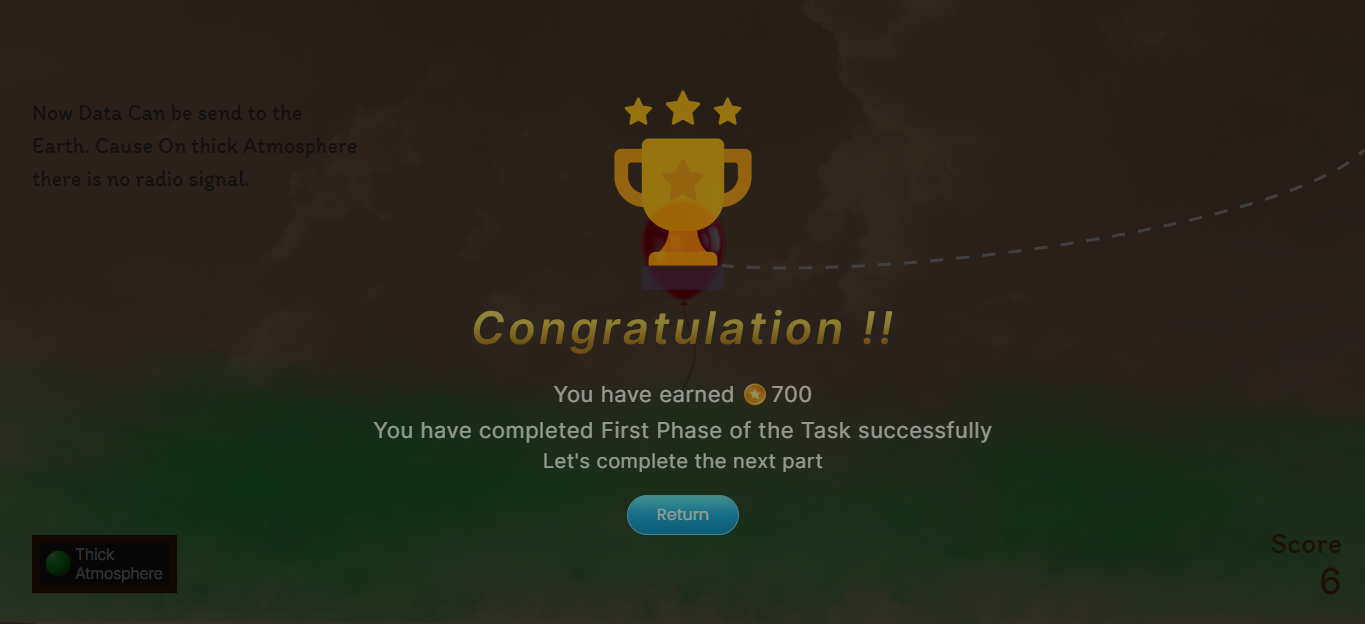 Now Data Can be send to the
Earth. Cause On thick Atmosphere
there is no radio signal.
Congratulation !!
You have earned 700
You have completed First Phase of the Task successfully
Let's complete the next part
Return
Thick
Atmosphere
Score
6